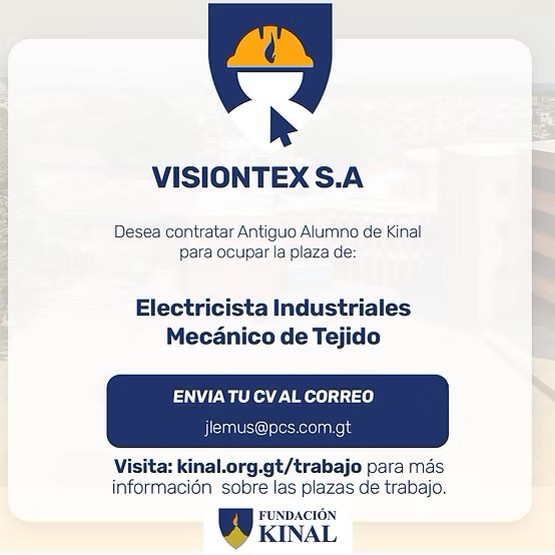 VISIONTEX S.A
Desea contratar Antiguo Alumno de Kinal
para ocupar la plaza de:
Electricista Industriales
Mecánico de Tejido
ENVIA TU CV AL CORREO
jlemus@pcs.com.gt
Visita: kinal.org.gt/trabajo para más
información sobre las plazas de trabajo.
FUNDACIÓN
KINAL